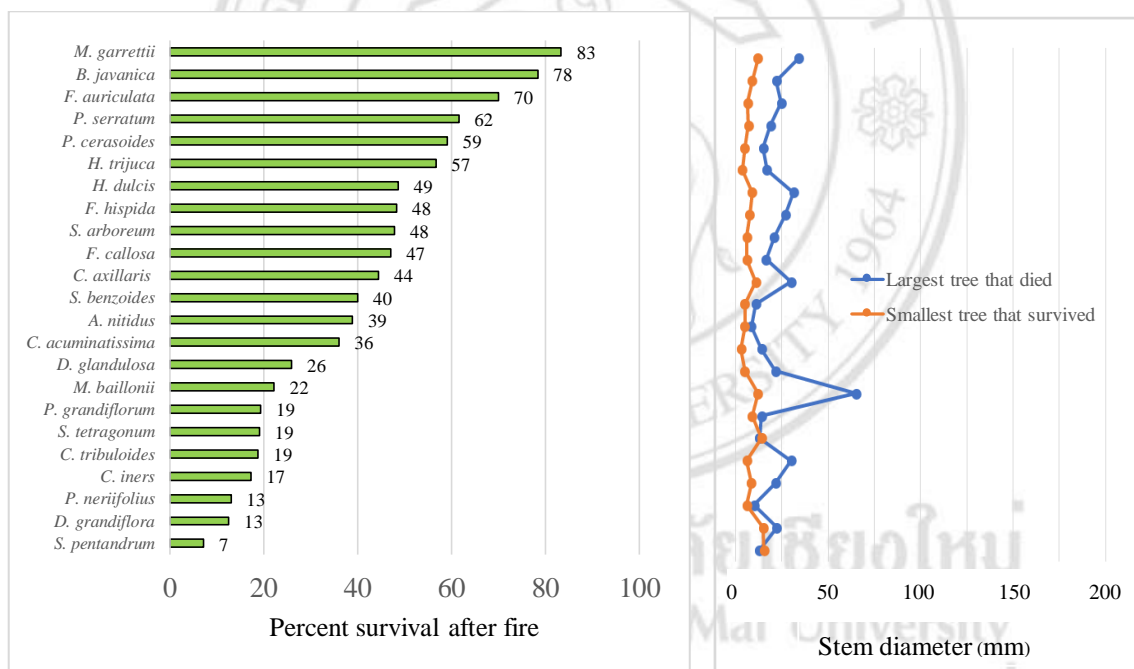 M. garrettii 83
B. javanica 78
F. auriculata 70
P. serratum 62
P. cerasoides 59
H. trijuca 57
H. dulcis 49
F. hispida 48
S. arboreum 48
F. callosa 47
C. axillaris 44
S. benzoides 40
A. nitidus 39
C. acuminatissima 36
D. glandulosa 26
M. baillonii 22
P. grandiflorum 19
S. tetragonum 19
C. tribuloides 19
C. iners 17
P. neriifolius 13
D. grandiflora 13
S. pentandrum 7
0 20 40 60 80 100
Percent survival after fire
Largest tree that died
Smallest tree that survived
0 50 100 150 200
Stem diameter (mm)
1964
University